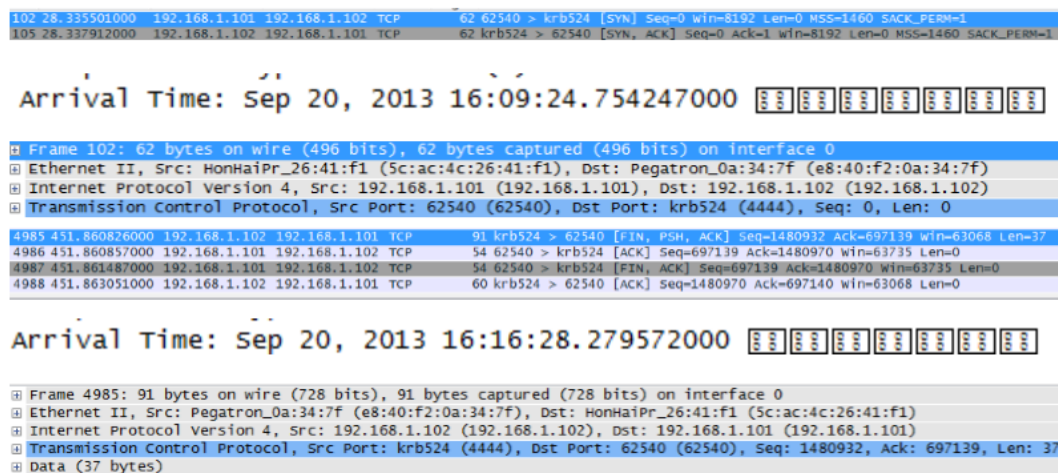 102 28.335501000 192.168.1.101 192.168.1.102 TCP 62 62540 > krb524 [SYN] Seq=0 Win=8192 Len=0 MSS=1460 SACK_PERM=1
105 28.337912000 192.168.1.102 192.168.1.101 TCP 62 krb524 > 62540 [SYN, ACK] Seq=0 Ack=1 Win=8192 Len=0 MSS=1460 SACK_PERM=1
Arrival Time: Sep 20, 2013 16:09:24.754247000
Frame 102: 62 bytes on wire (496 bits), 62 bytes captured (496 bits) on interface 0
Ethernet II, Src: HonHaiPr_26:41:f1 (5c:ac:4c:26:41:f1), Dst: Pegatron_0a:34:7f (e8:40:f2:0a:34:7f)
Internet Protocol Version 4, Src: 192.168.1.101 (192.168.1.101), Dst: 192.168.1.102 (192.168.1.102)
Transmission Control Protocol, Src Port: 62540 (62540), Dst Port: krb524 (4444), Seq: 0, Len: 0
4985 451.860826000 192.168.1.102 192.168.1.101 TCP 91 krb524 > 62540 [FIN, PSH, ACK] Seq=1480932 Ack=697139 Win=63068 Len=37
4986 451.860857000 192.168.1.101 192.168.1.102 TCP 54 62540 > krb524 [ACK] Seq=697139 Ack=1480970 Win=63735 Len=0
4987 451.861487000 192.168.1.101 192.168.1.102 TCP 54 62540 > krb524 [FIN, ACK] Seq=697139 Ack=1480970 Win=63735 Len=0
4988 451.863051000 192.168.1.102 192.168.1.101 TCP 60 krb524 > 62540 [ACK] Seq=1480970 Ack=697140 Win=63068 Len=0
Arrival Time: Sep 20, 2013 16:16:28.279572000
Frame 4985: 91 bytes on wire (728 bits), 91 bytes captured (728 bits) on interface 0
Ethernet II, Src: Pegatron_0a:34:7f (e8:40:f2:0a:34:7f), Dst: HonHaiPr_26:41:f1 (5c:ac:4c:26:41:f1)
Internet Protocol Version 4, Src: 192.168.1.102 (192.168.1.102), Dst: 192.168.1.101 (192.168.1.101)
Transmission Control Protocol, Src Port: krb524 (4444), Dst Port: 62540 (62540), Seq: 1480932, Ack: 697139, Len: 37
Data (37 bytes)